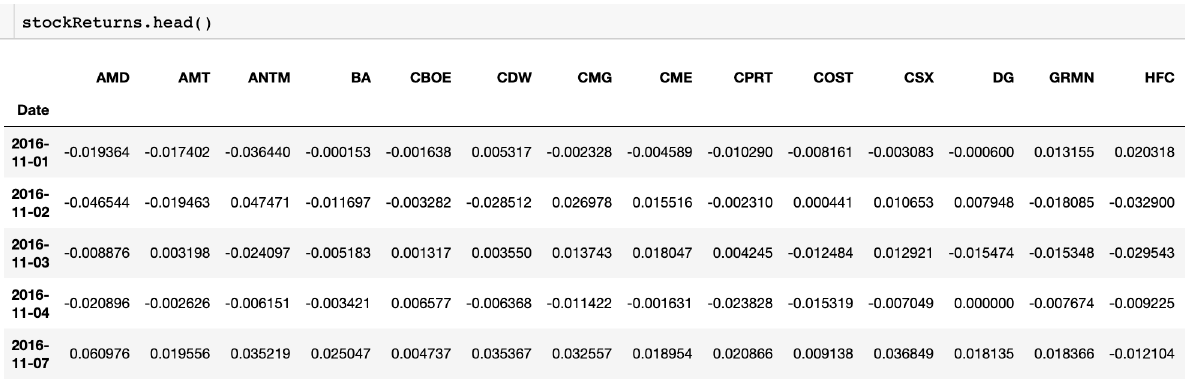 stockReturns.head()
AMD AMT ANTM BA CBOE CDW CMG CME CPRT COST CSX DG GRMN HFC
Date
2016-
11-01 -0.019364 -0.017402 -0.036440 -0.000153 -0.001638 0.005317 -0.002328 -0.004589 -0.010290 -0.008161 -0.003083 -0.000600 0.013155 0.020318
2016-
11-02 -0.046544 -0.019463 0.047471 -0.011697 -0.003282 -0.028512 0.026978 0.015516 -0.002310 0.000441 0.010653 0.007948 -0.018085 -0.032900
2016-
11-03 -0.008876 0.003198 -0.024097 -0.005183 0.001317 0.003550 0.013743 0.018047 0.004245 -0.012484 0.012921 -0.015474 -0.015348 -0.029543
2016-
11-04 -0.020896 -0.002626 -0.006151 -0.003421 0.006577 -0.006368 -0.011422 -0.001631 -0.023828 -0.015319 -0.007049 0.000000 -0.007674 -0.009225
2016-
11-07 0.060976 0.019556 0.035219 0.025047 0.004737 0.035367 0.032557 0.018954 0.020866 0.009138 0.036849 0.018135 0.018366 -0.012104